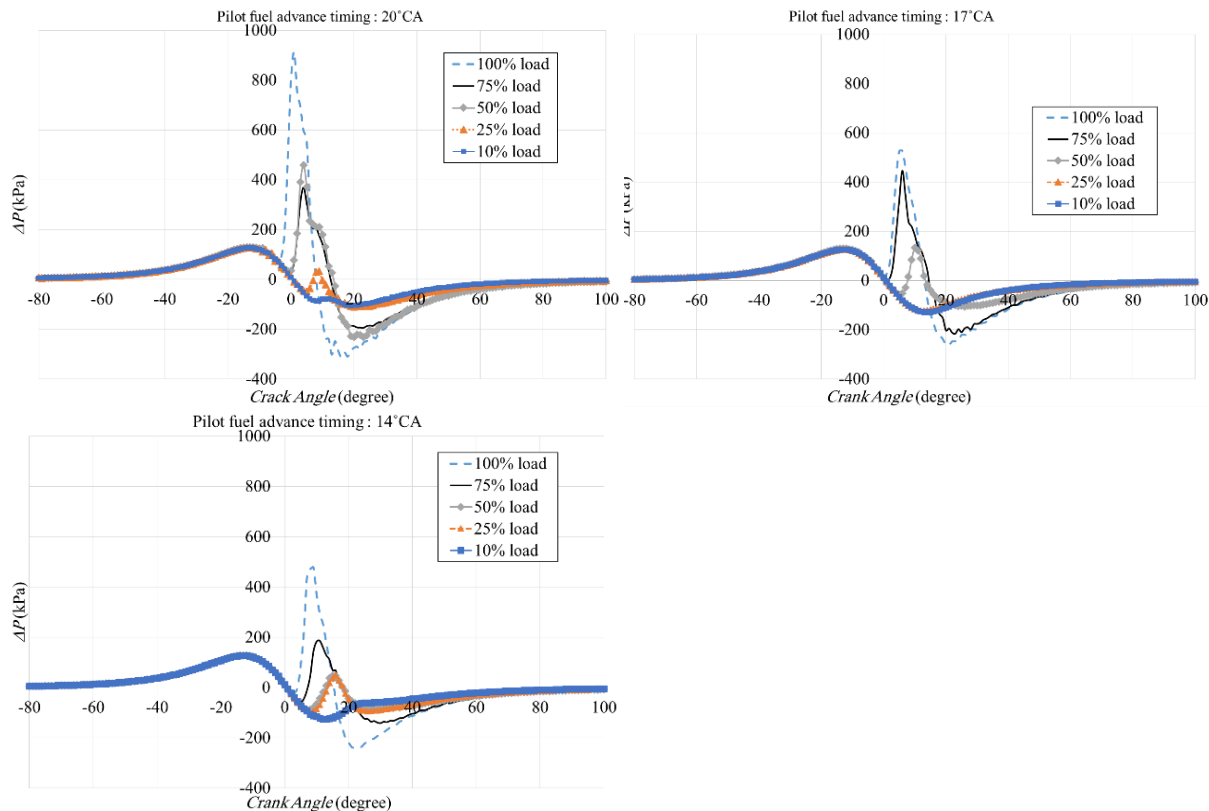 Pilot fuel advance timing : 20˚CA
1000
800
600
400
200
0
-200
-400
-80
-60
-40
-20
0
20
40
60
80
100
ΔP (kPa)
Crack Angle (degree)
100% load
75% load
50% load
25% load
10% load
Pilot fuel advance timing : 17˚CA
1000
800
600
400
200
0
-200
-400
-80
-60
-40
-20
0
20
40
60
80
100
ΔP (kPa)
Crank Angle (degree)
100% load
75% load
50% load
25% load
10% load
Pilot fuel advance timing : 14˚CA
1000
800
600
400
200
0
-200
-400
-80
-60
-40
-20
0
20
40
60
80
100
ΔP (kPa)
Crank Angle (degree)
100% load
75% load
50% load
25% load
10% load